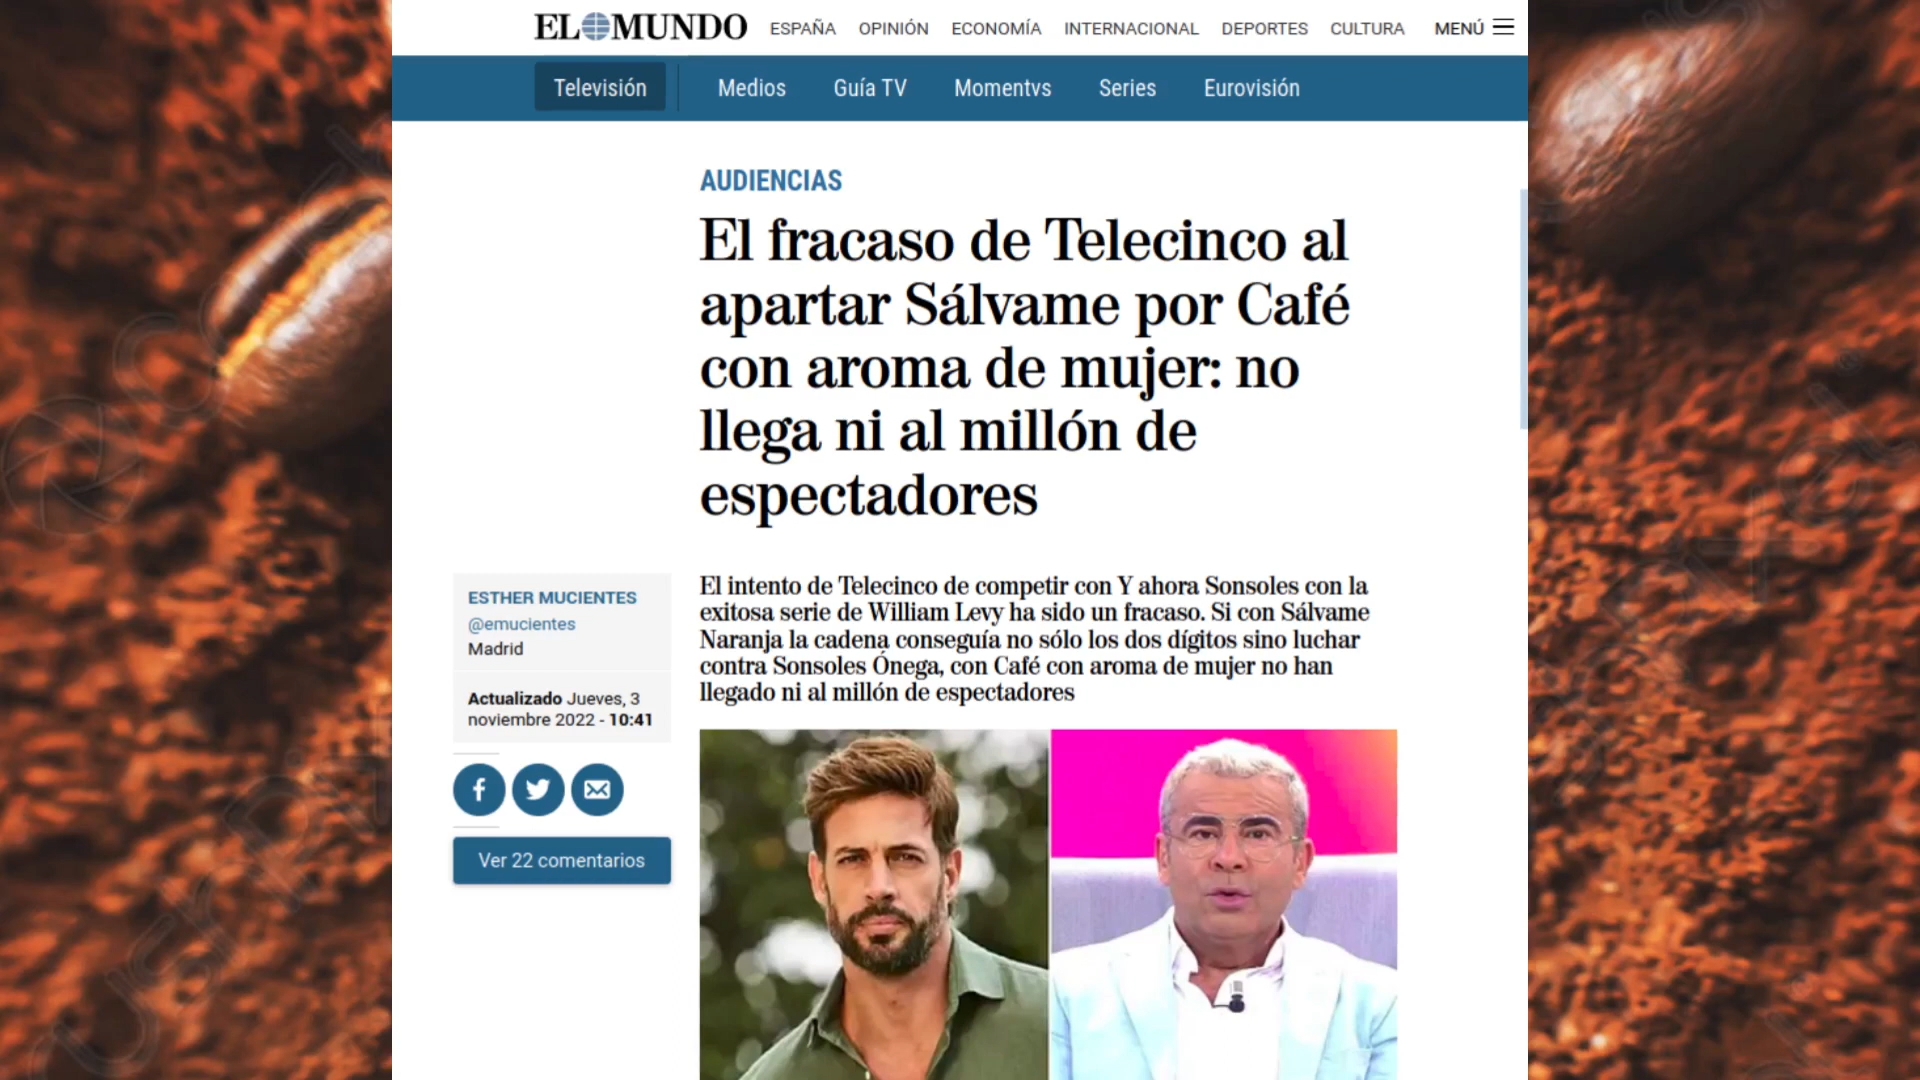 EL MUNDO ESPAÑA OPINIÓN ECONOMÍA INTERNACIONAL DEPORTES CULTURA MENÚ
Televisión Medios Guía TV Momentvs Series Eurovisión
AUDIENCIAS
El fracaso de Telecinco al
apartar Sálvame por Café
con aroma de mujer: no
llega ni al millón de
espectadores
ESTHER MUCIENTES
@emucientes
Madrid
Actualizado Jueves, 3
noviembre 2022 - 10:41
Ver 22 comentarios
El intento de Telecinco de competir con Y ahora Sonsoles con la
exitosa serie de William Levy ha sido un fracaso. Si con Sálvame
Naranja la cadena conseguía no sólo los dos dígitos sino luchar
contra Sonsoles Ónega, con Café con aroma de mujer no han
llegado ni al millón de espectadores